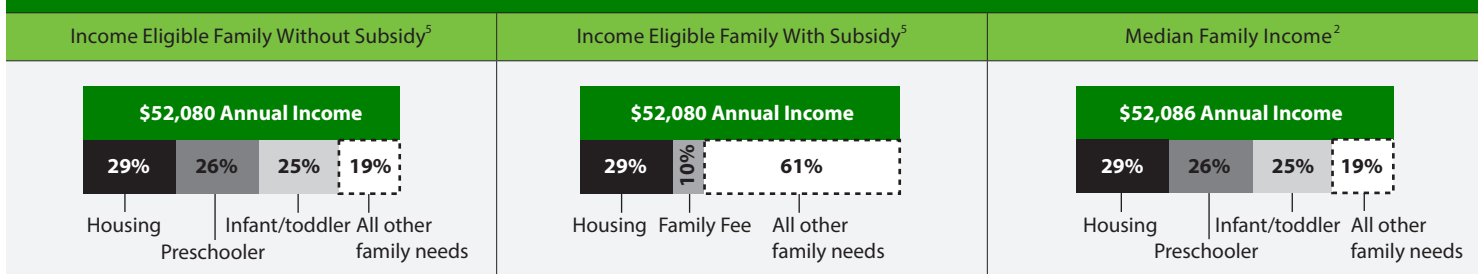 Income Eligible Family Without Subsidy5
$52,080 Annual Income
29% 26% 25% 19%
Housing Infant/toddler All other
Preschooler family needs
Income Eligible Family With Subsidy5
$52,080 Annual Income
29% 10% 61%
Housing Family Fee All other
family needs
Median Family Income2
$52,086 Annual Income
29% 26% 25% 19%
Housing Infant/toddler All other
Preschooler family needs